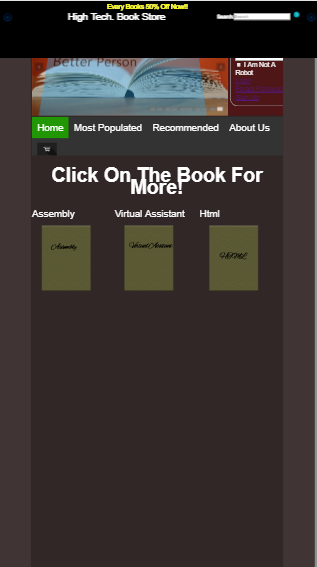 Every Books 50% Off Now!!
High Tech. Book Store
Search:
Better Person
I Am Not A
Robot
Home Most Populated Recommended About Us
Click On The Book For
More!
Assembly Virtual Assistant Html
Assembly Virtual Assistant HTML